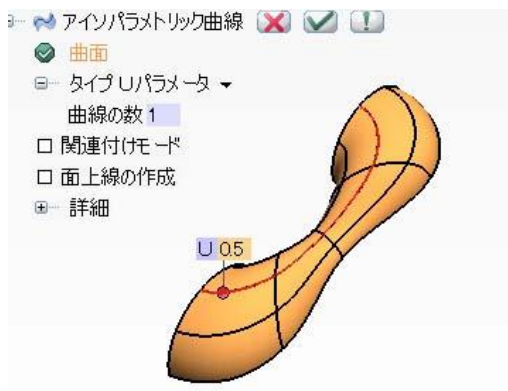 アイソパラメトリック曲線
曲面
タイプ Uパラメータ
曲線の数 1
関連付けモード
面上線の作成
詳細
U 0.5